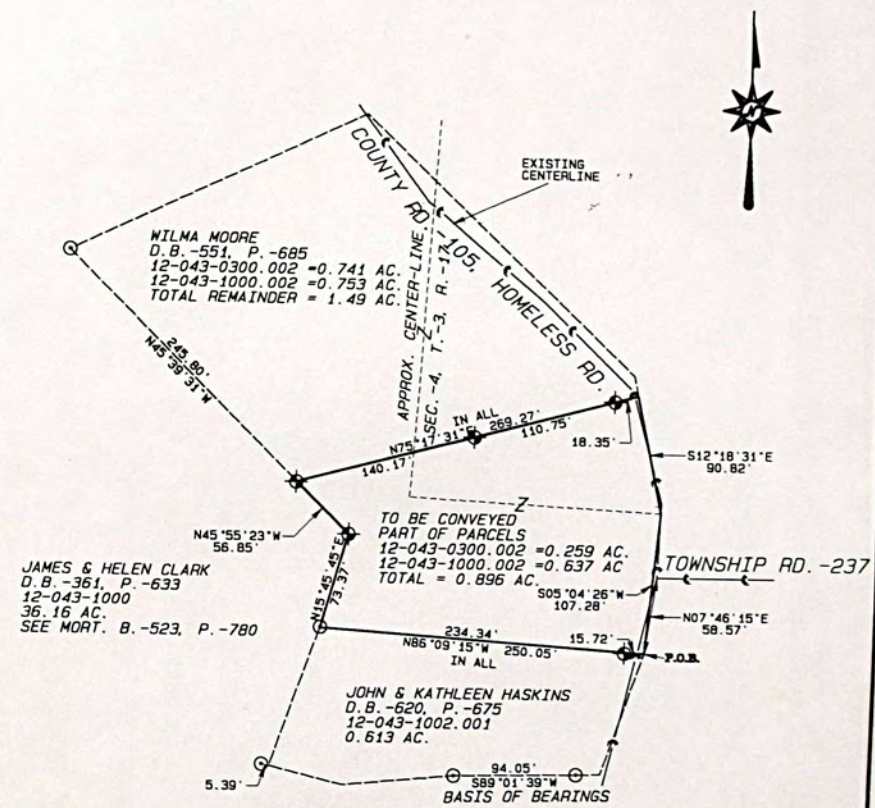 N
EXISTING
CENTERLINE
COUNTY RD. 105, HOMELESS RD.
WILMA MOORE
D.B.-551, P.-685
12-043-0300.002 =0.741 AC.
12-043-1000.002 =0.753 AC.
TOTAL REMAINDER = 1.49 AC.
APPROX. CENTER-LINE
SEC.-4, T.-3, R.-17
Z
245.80'
N45°39'31"W
IN ALL
N75°17'31"E 269.27'
140.17' 110.75'
18.35'
S12°18'31"E
90.82'
Z
N45°55'23"W
56.85'
TO BE CONVEYED
PART OF PARCELS
12-043-0300.002 =0.259 AC.
12-043-1000.002 =0.637 AC
TOTAL = 0.896 AC.
TOWNSHIP RD.-237
S05°04'26"W
107.28'
N07°46'15"E
58.57'
JAMES & HELEN CLARK
D.B.-361, P.-633
12-043-1000
36.16 AC.
SEE MORT. B.-523, P.-780
N15°45'45"E
73.37'
234.34' 15.72'
N86°09'15"W 250.05'
IN ALL
P.O.B.
JOHN & KATHLEEN HASKINS
D.B.-620, P.-675
12-043-1002.001
0.613 AC.
5.39'
94.05'
S89°01'39"W
BASIS OF BEARINGS